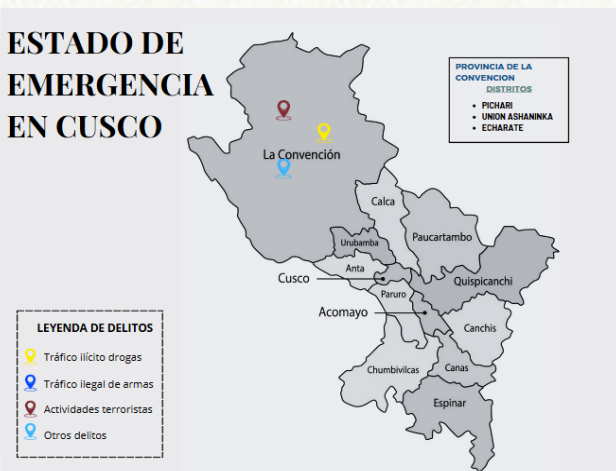 ESTADO DE
EMERGENCIA
EN CUSCO
PROVINCIA DE LA
CONVENCION
DISTRITOS
• PICHARI
• UNION ASHANINKA
• ECHARATE
La Convención
Calca
Paucartambo
Urubamba
Anta
Cusco
Quispicanchi
Paruro
Acomayo
Canchis
Chumbivilcas
Canas
Espinar
LEYENDA DE DELITOS
Tráfico ilícito drogas
Tráfico ilegal de armas
Actividades terroristas
Otros delitos